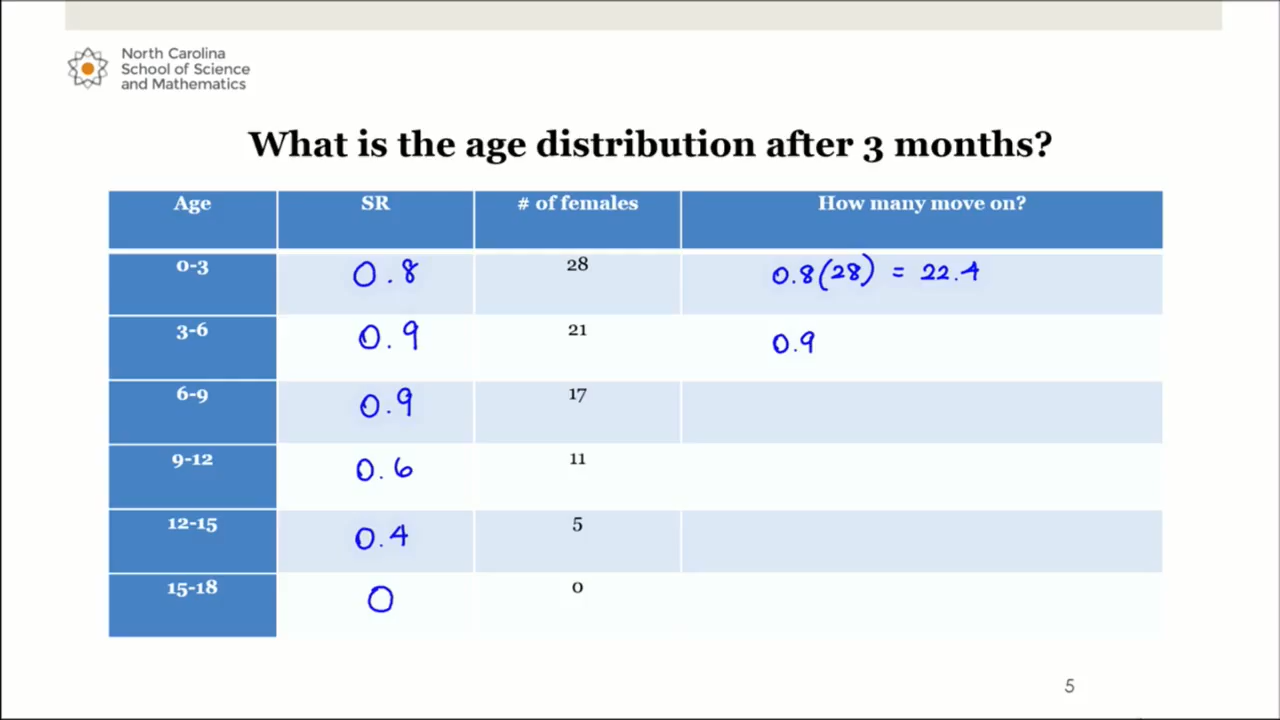 North Carolina
School of Science
and Mathematics
What is the age distribution after 3 months?
Age SR # of females How many move on?
0-3 0.8 28 0.8(28) = 22.4
3-6 0.9 21 0.9
6-9 0.9 17
9-12 0.6 11
12-15 0.4 5
15-18 0 0
5